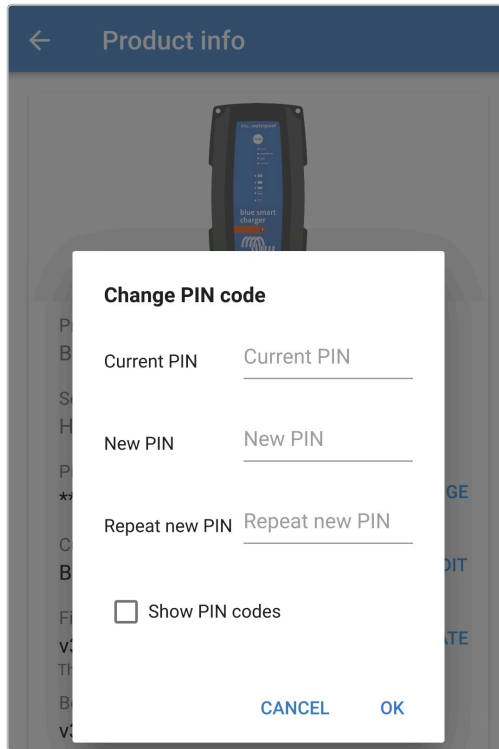 Product info
blue smart
charger
Change PIN code
Current PIN Current PIN
New PIN New PIN
Repeat new PIN Repeat new PIN
Show PIN codes
CANCEL OK